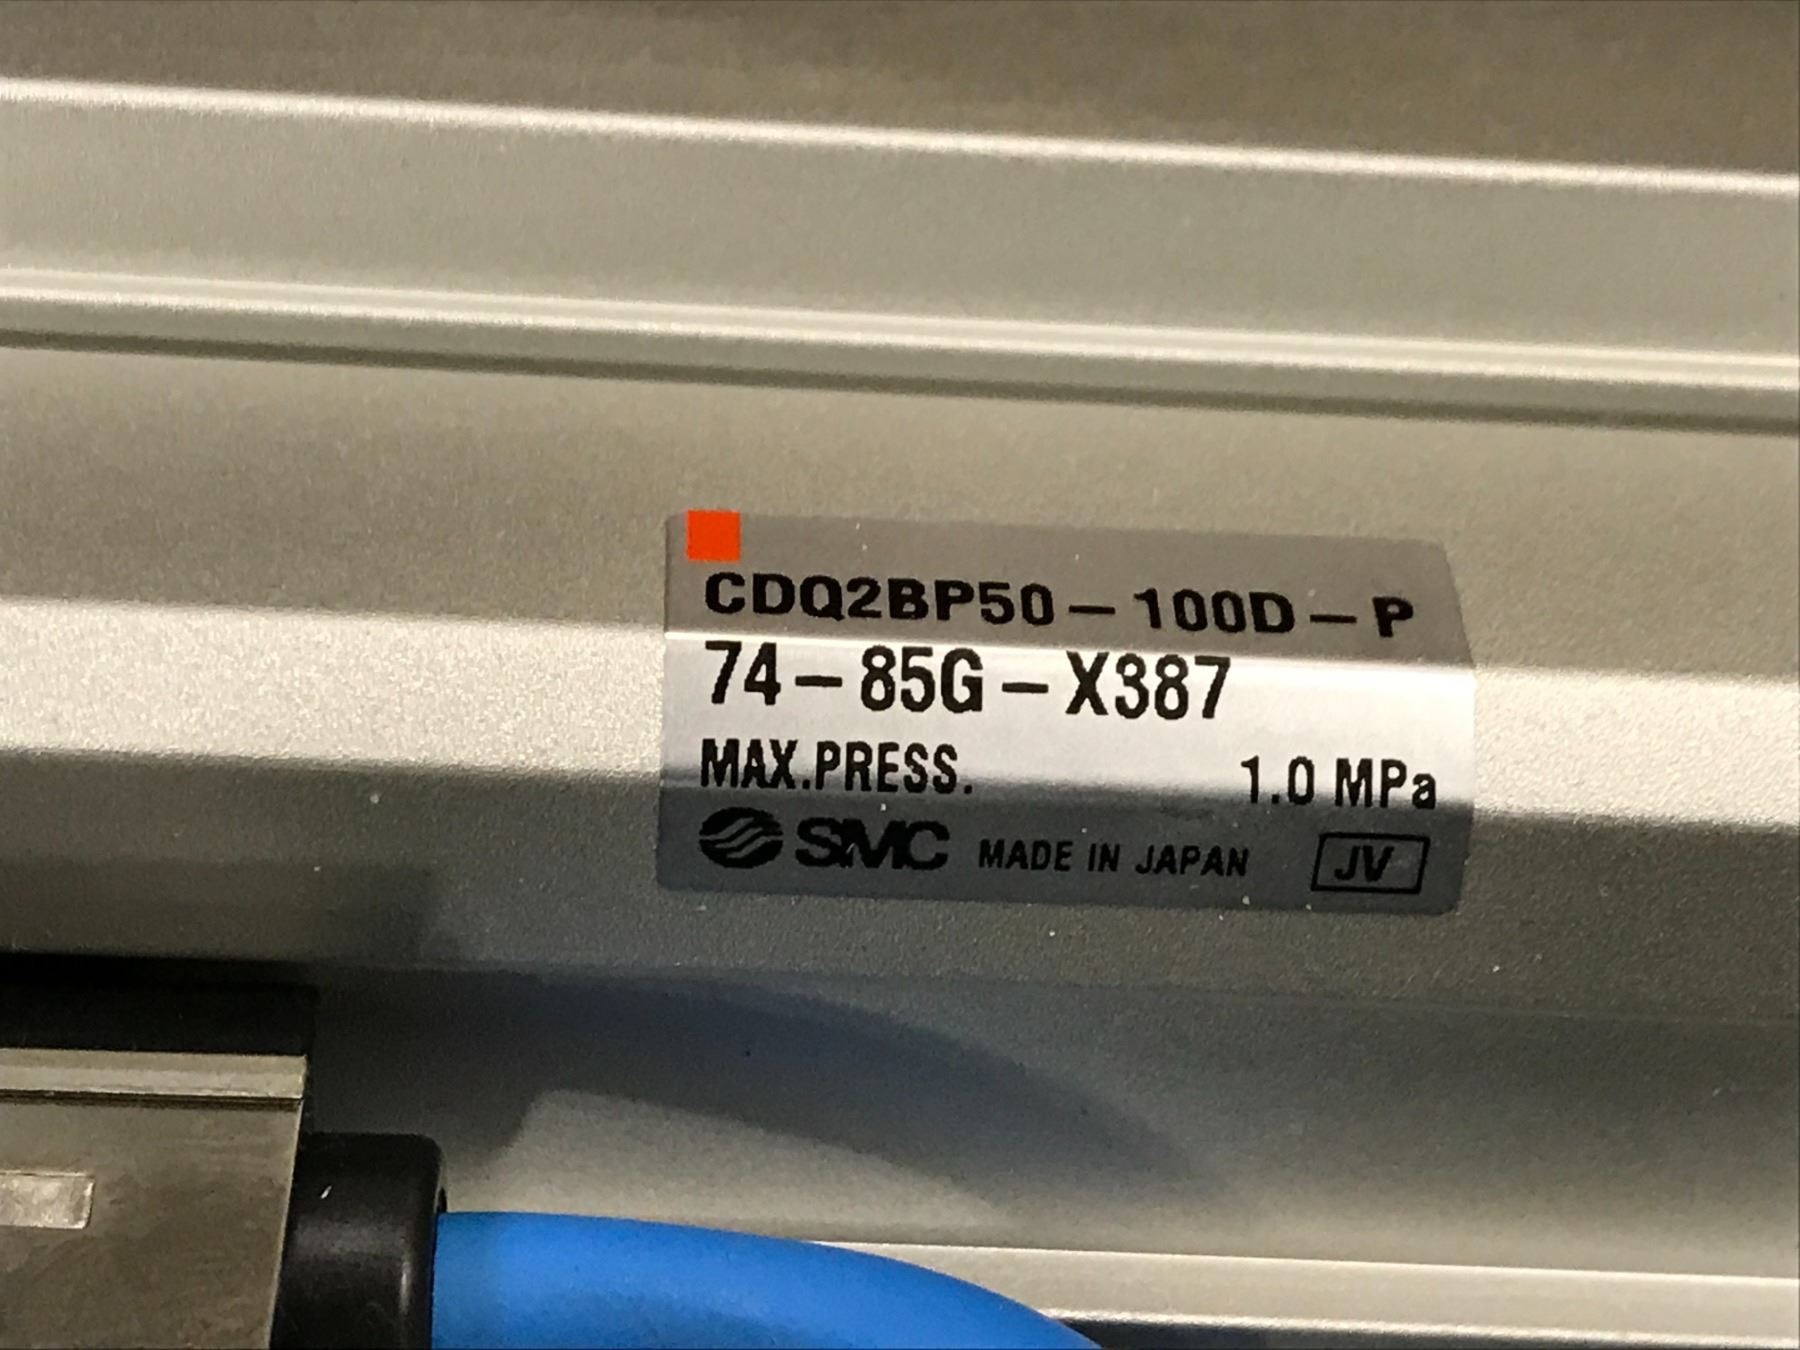 CDQ2BP50-100D-P
74-85G-X387
MAX.PRESS. 1.0 MPa
SMC MADE IN JAPAN JV